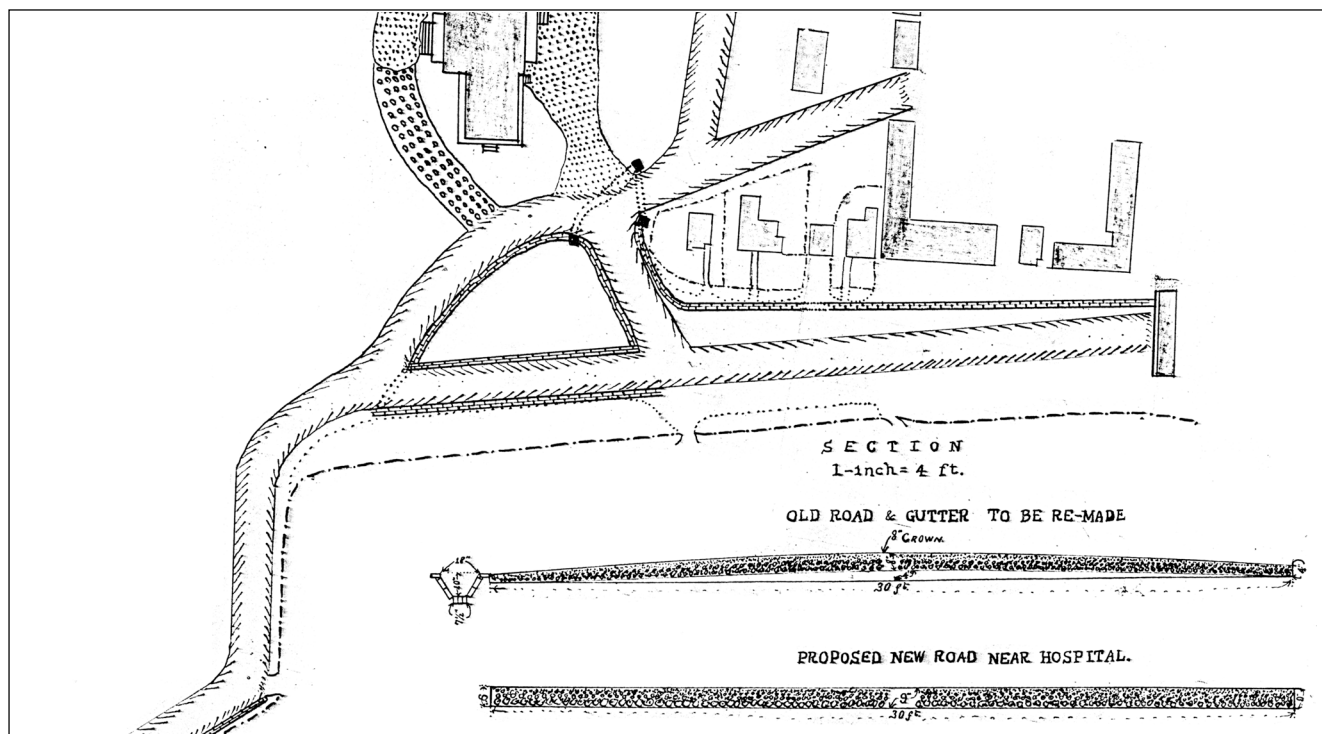 SECTION
1-inch = 4 ft.
OLD ROAD & GUTTER TO BE RE-MADE
8" CROWN.
18"
30 ft.
PROPOSED NEW ROAD NEAR HOSPITAL.
9"
30 ft.